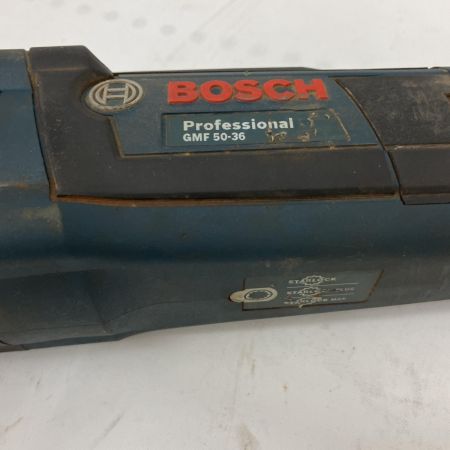 BOSCH
Professional
GMF 50-36
STARLOCK
STARLOCK PLUS
STARLOCK MAX